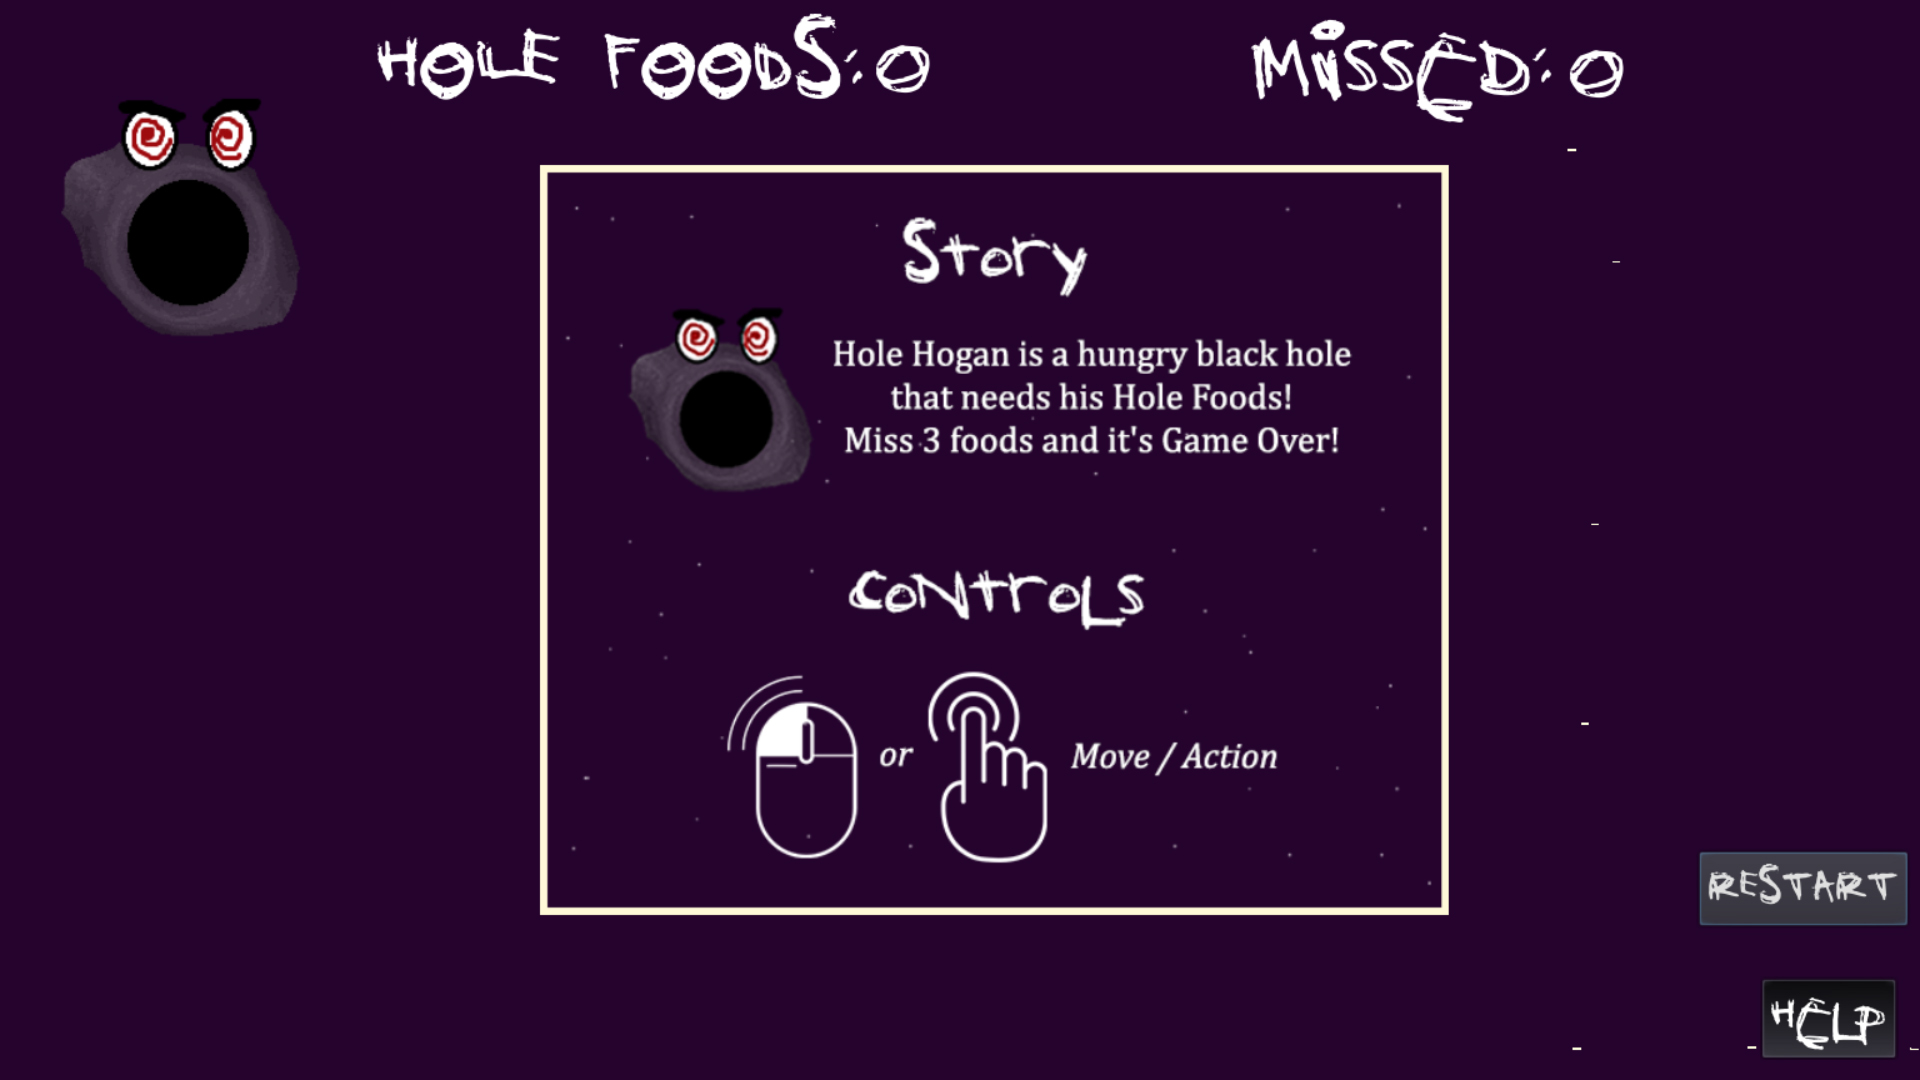 HOLE FOODS: 0
MiSSED: 0
Story
Hole Hogan is a hungry black hole
that needs his Hole Foods!
Miss 3 foods and it's Game Over!
CONTROLS
or
Move / Action
RESTART
HELP